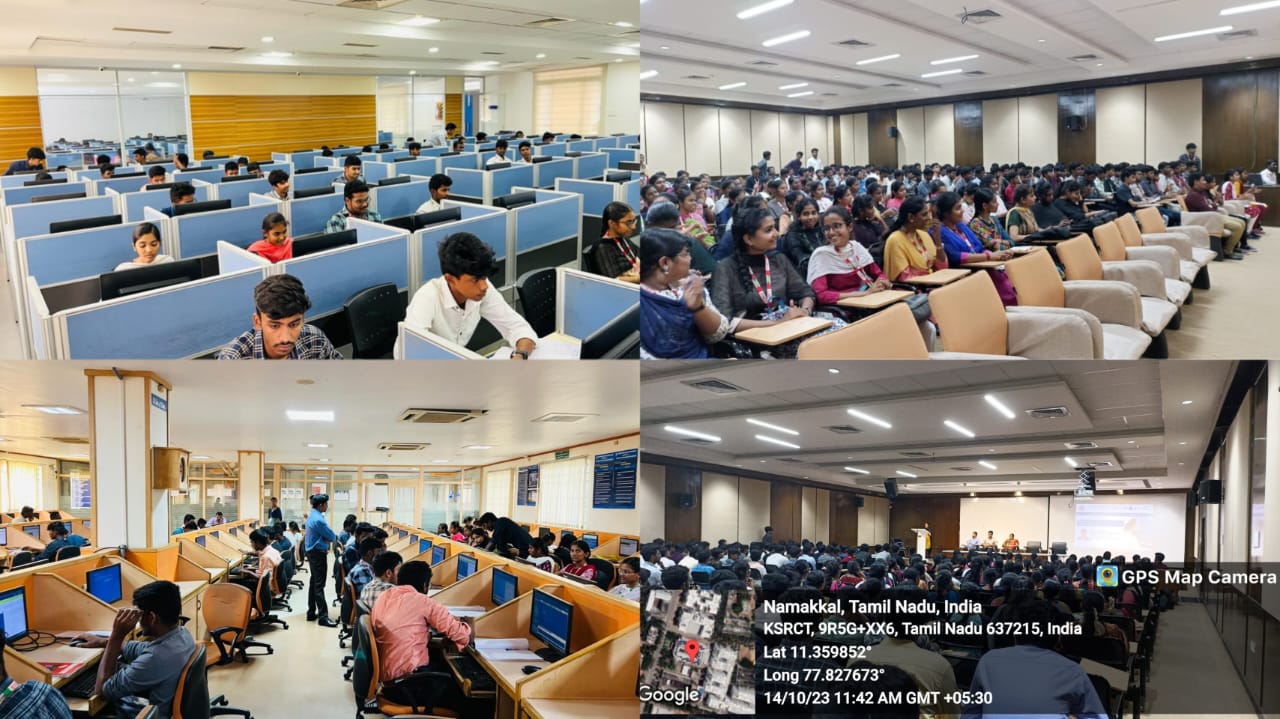 GPS Map Camera
Namakkal, Tamil Nadu, India
KSRCT, 9R5G+XX6, Tamil Nadu 637215, India
Lat 11.359852°
Long 77.827673°
14/10/23 11:42 AM GMT +05:30
Google